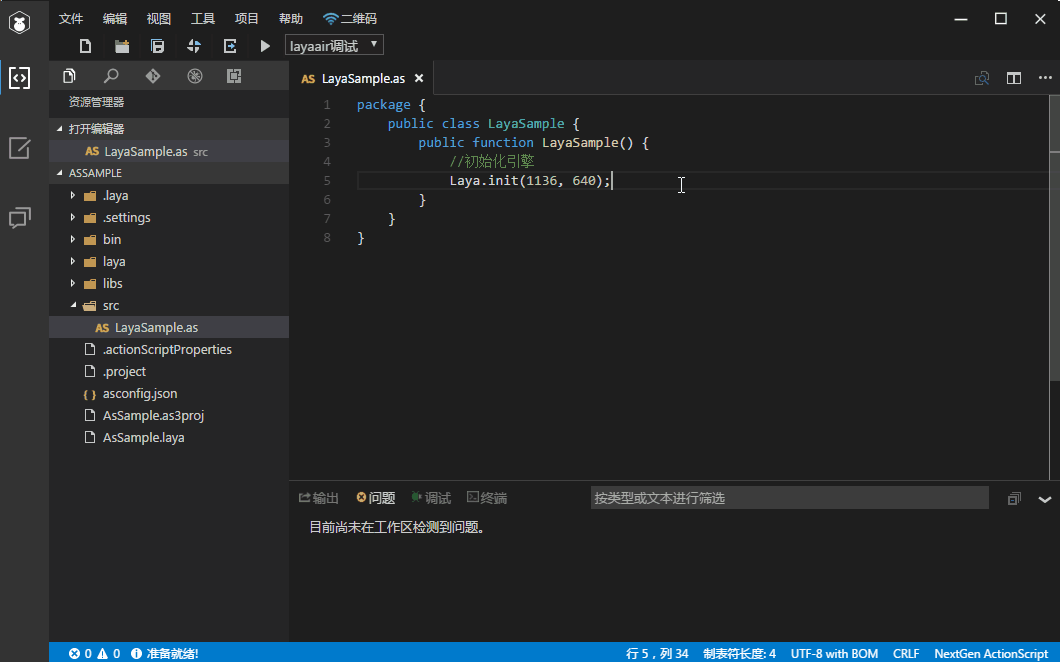 文件 编辑 视图 工具 项目 帮助 二维码
layaair调试
资源管理器
打开编辑器
AS LayaSample.as src
ASSAMPLE
.laya
.settings
bin
laya
libs
src
AS LayaSample.as
.actionScriptProperties
.project
{ } asconfig.json
AsSample.as3proj
AsSample.laya
AS LayaSample.as
1 package {
2 public class LayaSample {
3 public function LayaSample() {
4 //初始化引擎
5 Laya.init(1136, 640);
6 }
7 }
8 }
输出 问题 调试 终端 按类型或文本进行筛选
目前尚未在工作区检测到问题。
0 0 准备就绪! 行 5，列 34 制表符长度: 4 UTF-8 with BOM CRLF NextGen ActionScript